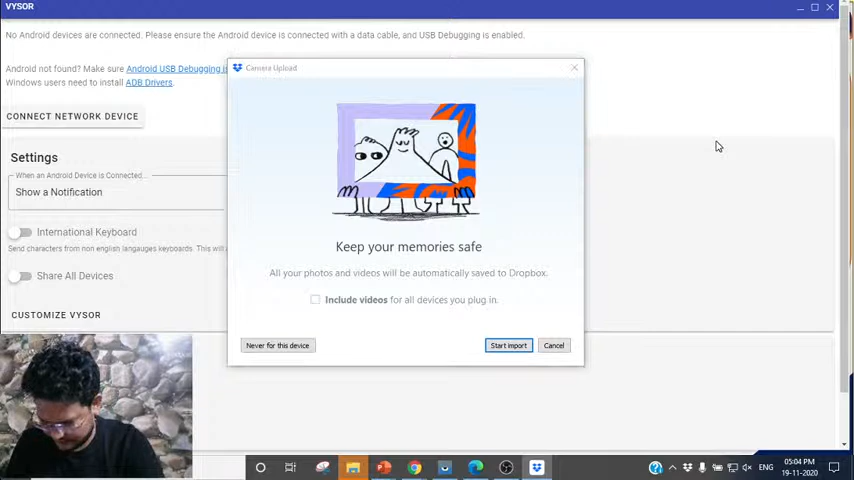 VYSOR
No Android devices are connected. Please ensure the Android device is connected with a data cable, and USB Debugging is enabled.
Android not found? Make sure Android USB Debugging i
Windows users need to install ADB Drivers.
CONNECT NETWORK DEVICE
Settings
When an Android Device is Connected...
Show a Notification
International Keyboard
Send characters from non english langauges keyboards. This will
Share All Devices
CUSTOMIZE VYSOR
Camera Upload
Keep your memories safe
All your photos and videos will be automatically saved to Dropbox.
Include videos for all devices you plug in.
Never for this device
Start import
Cancel
ENG
05:04 PM
19-11-2020